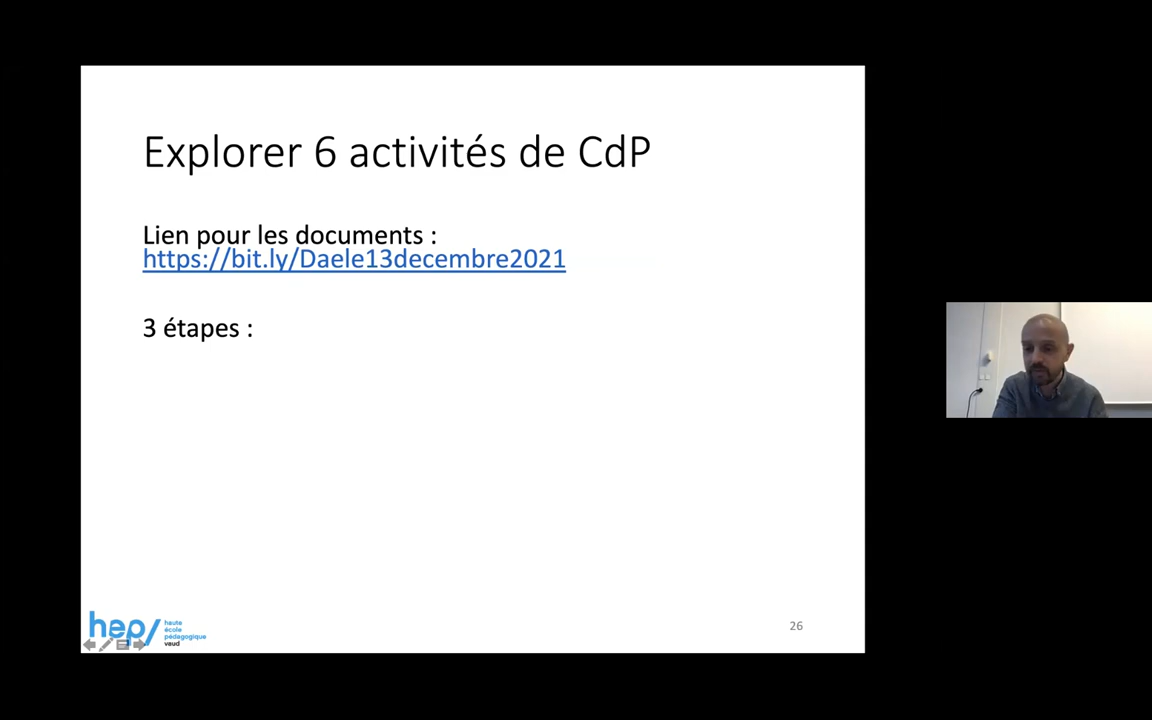 Explorer 6 activités de CdP
Lien pour les documents :
https://bit.ly/Daele13decembre2021
3 étapes :
hep/
haute
école
pédagogique
vaud
26